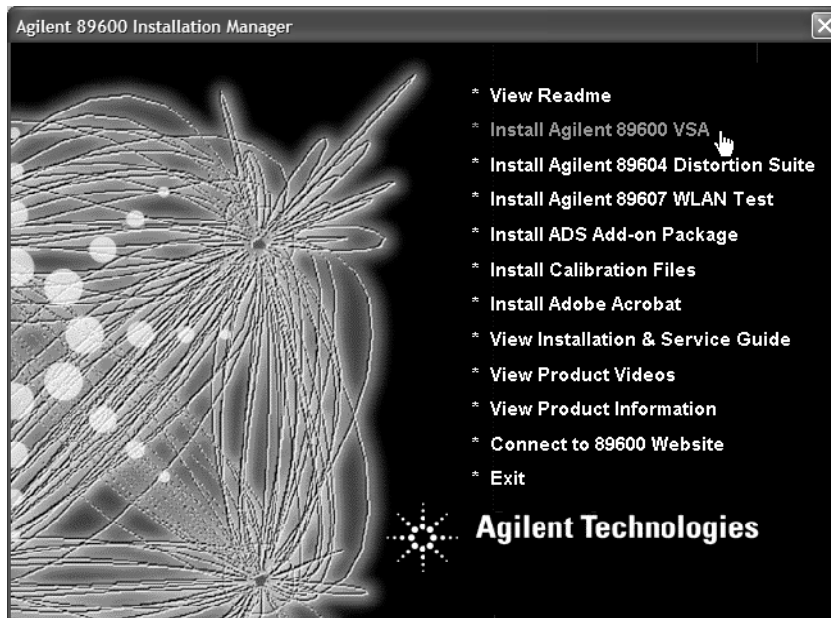 Agilent 89600 Installation Manager
* View Readme
* Install Agilent 89600 VSA
* Install Agilent 89604 Distortion Suite
* Install Agilent 89607 WLAN Test
* Install ADS Add-on Package
* Install Calibration Files
* Install Adobe Acrobat
* View Installation & Service Guide
* View Product Videos
* View Product Information
* Connect to 89600 Website
* Exit
Agilent Technologies